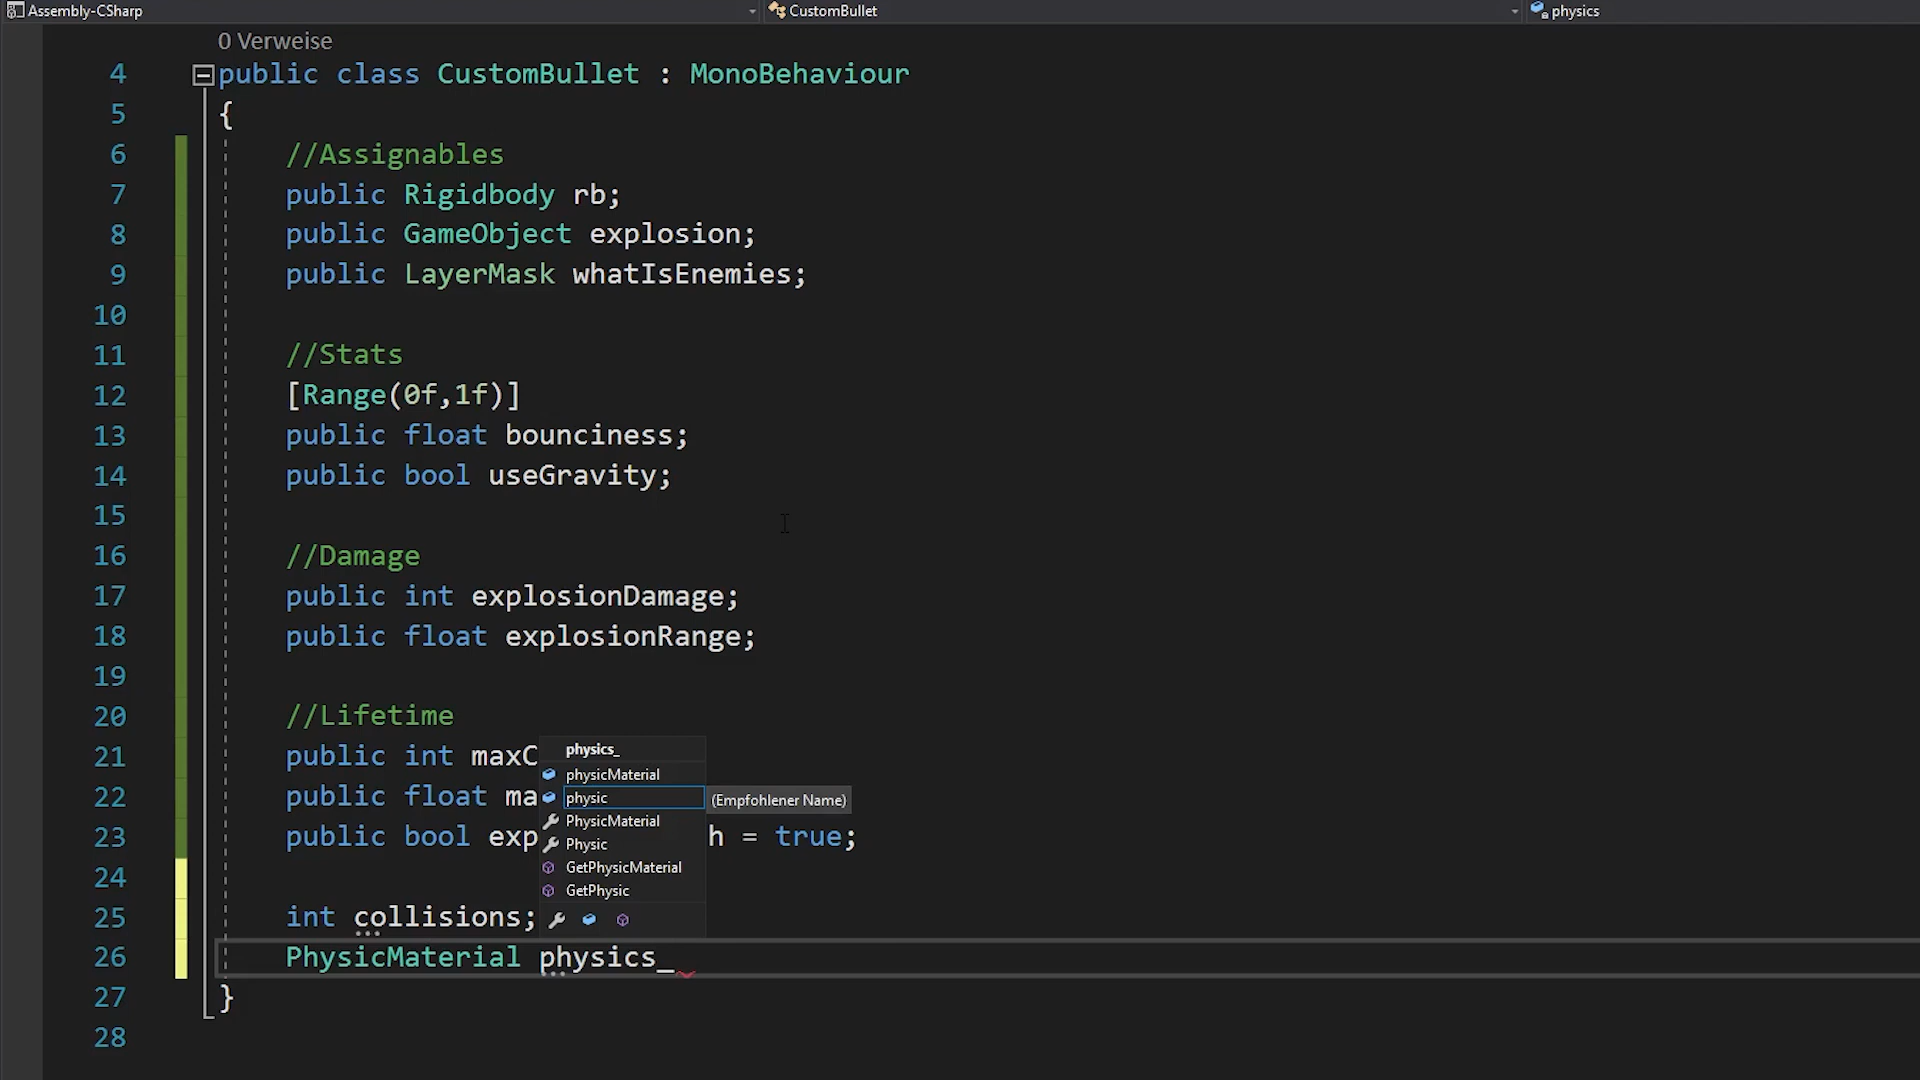 Assembly-CSharp CustomBullet physics
0 Verweise
4 public class CustomBullet : MonoBehaviour
5 {
6 //Assignables
7 public Rigidbody rb;
8 public GameObject explosion;
9 public LayerMask whatIsEnemies;
10
11 //Stats
12 [Range(0f,1f)]
13 public float bounciness;
14 public bool useGravity;
15
16 //Damage
17 public int explosionDamage;
18 public float explosionRange;
19
20 //Lifetime
21 public int maxC
22 public float ma
23 public bool exp h = true;
24
25 int collisions;
26 PhysicMaterial physics_
27 }
28
physics_
physicMaterial
physic (Empfohlener Name)
PhysicMaterial
Physic
GetPhysicMaterial
GetPhysic